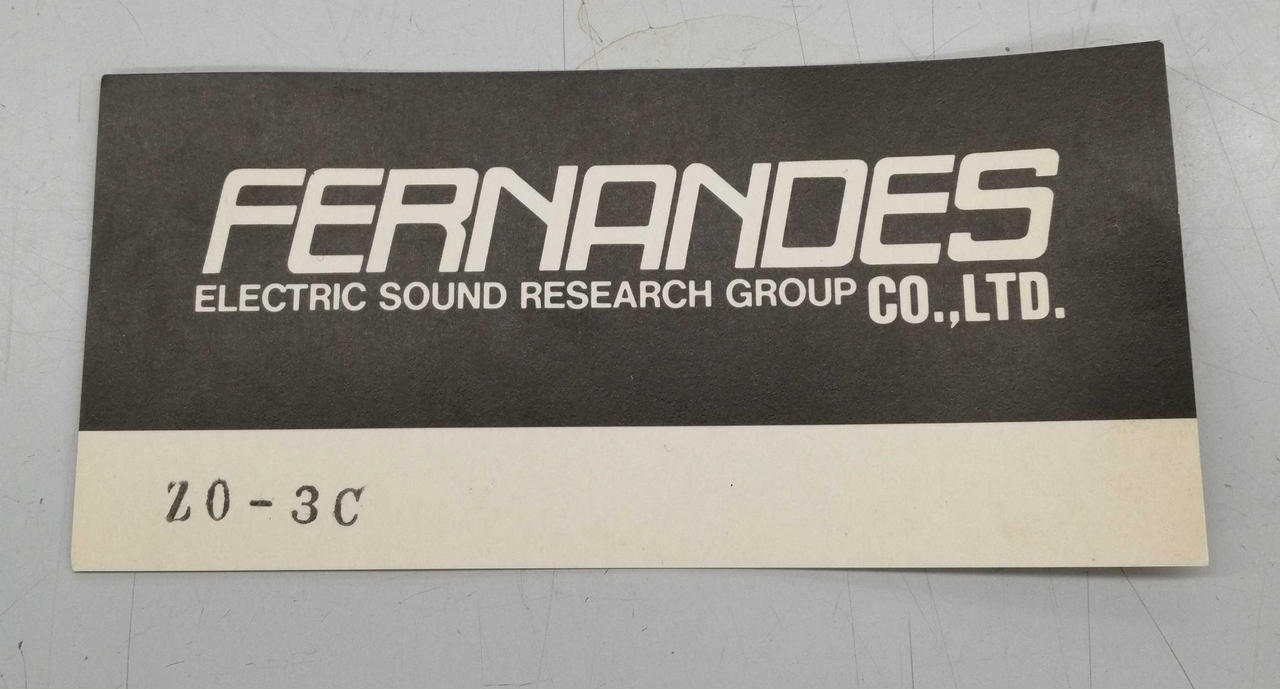 FERNANDES
ELECTRIC SOUND RESEARCH GROUP CO.,LTD.
ZO-3C